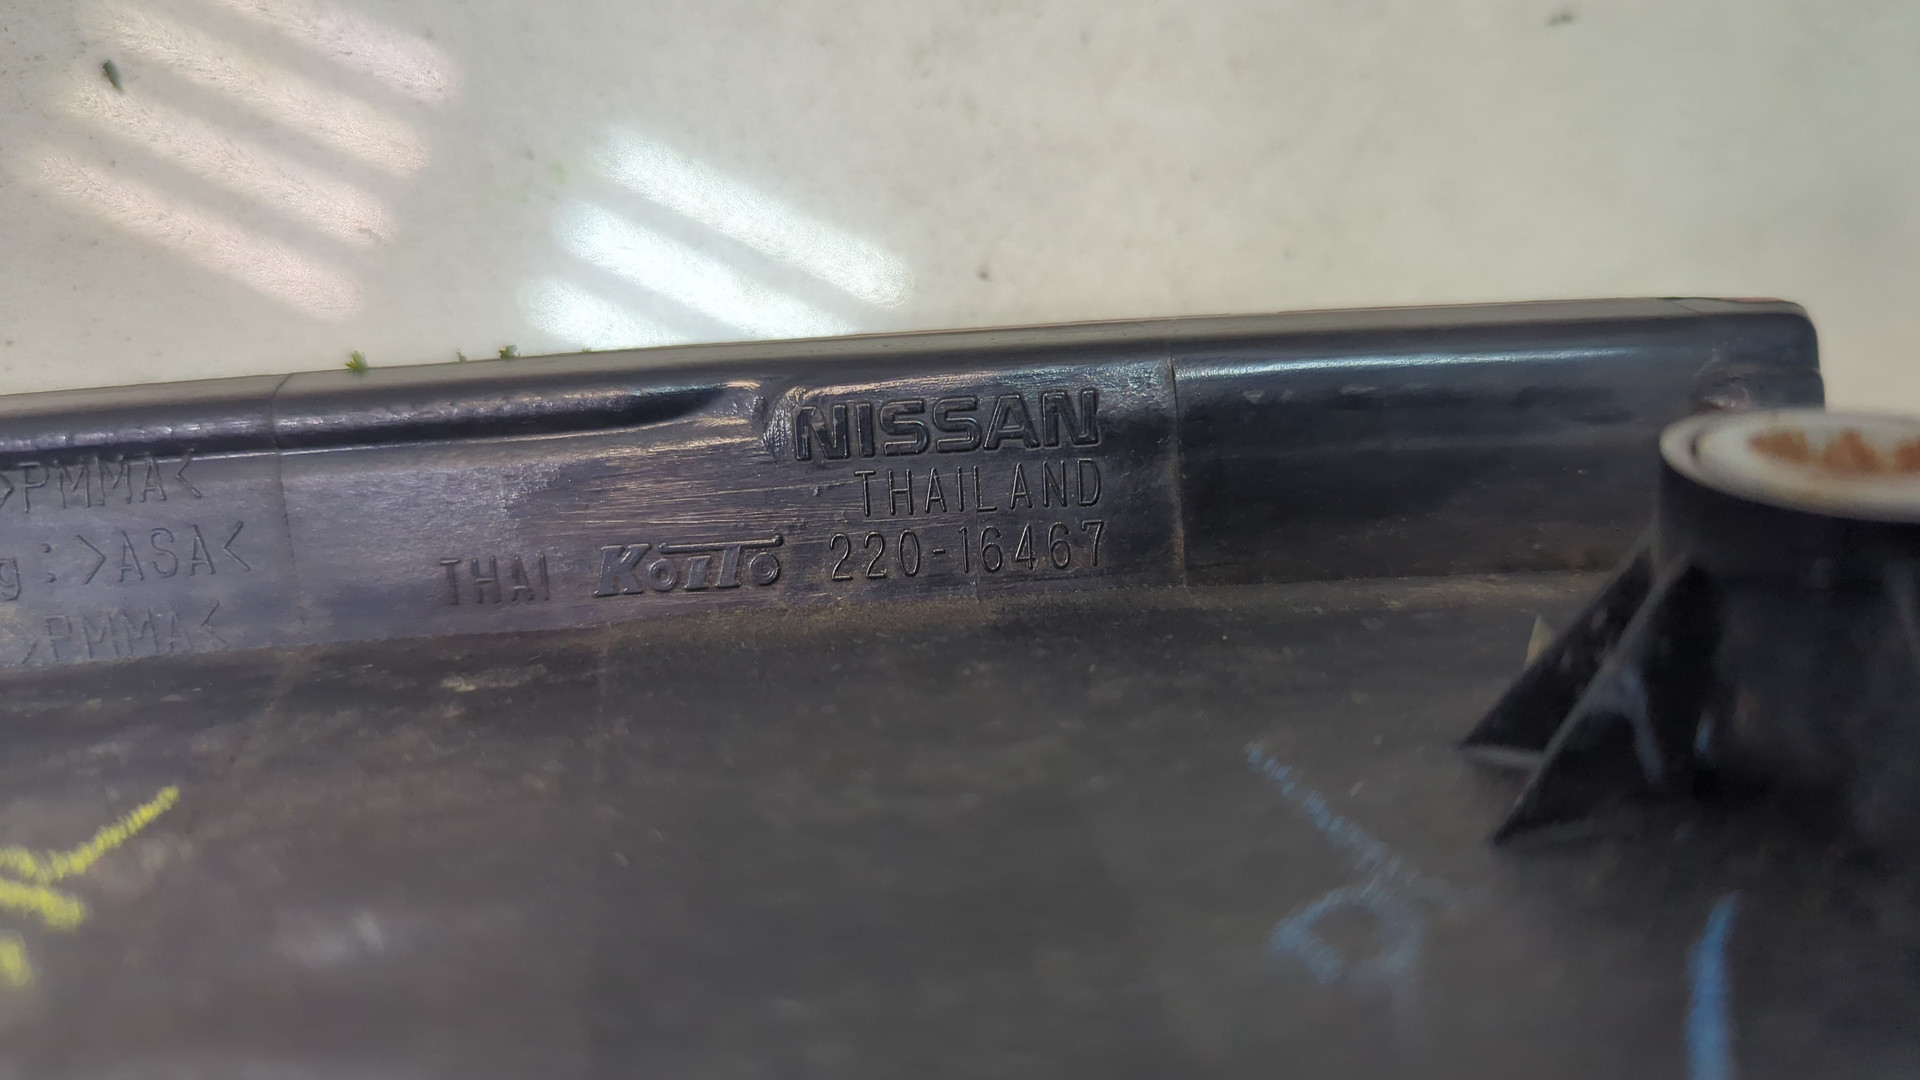 NISSAN
THAILAND
THAI KOITO 220-16467
>PMMA<
g:>ASA<
>PMMA<